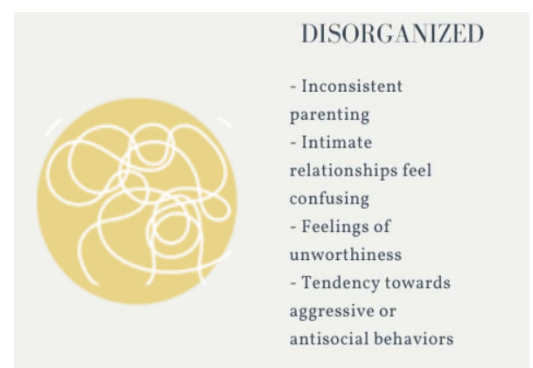 DISORGANIZED
- Inconsistent
parenting
- Intimate
relationships feel
confusing
- Feelings of
unworthiness
- Tendency towards
aggressive or
antisocial behaviors